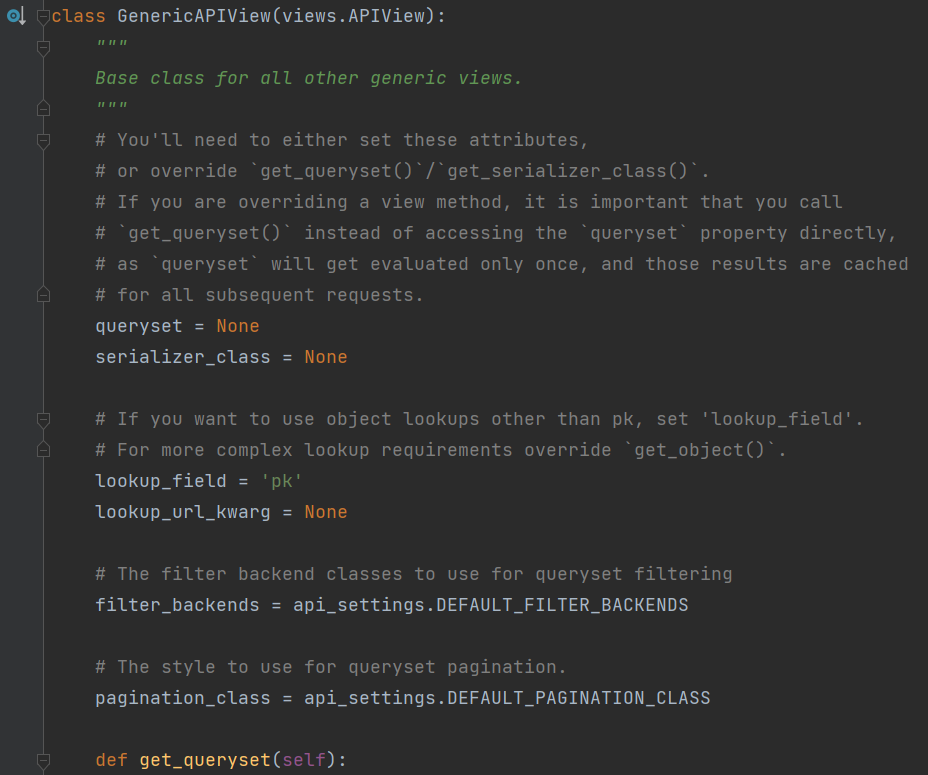 class GenericAPIView(views.APIView):
    """
    Base class for all other generic views.
    """
    # You'll need to either set these attributes,
    # or override `get_queryset()`/`get_serializer_class()`.
    # If you are overriding a view method, it is important that you call
    # `get_queryset()` instead of accessing the `queryset` property directly,
    # as `queryset` will get evaluated only once, and those results are cached
    # for all subsequent requests.
    queryset = None
    serializer_class = None

    # If you want to use object lookups other than pk, set 'lookup_field'.
    # For more complex lookup requirements override `get_object()`.
    lookup_field = 'pk'
    lookup_url_kwarg = None

    # The filter backend classes to use for queryset filtering
    filter_backends = api_settings.DEFAULT_FILTER_BACKENDS

    # The style to use for queryset pagination.
    pagination_class = api_settings.DEFAULT_PAGINATION_CLASS

    def get_queryset(self):